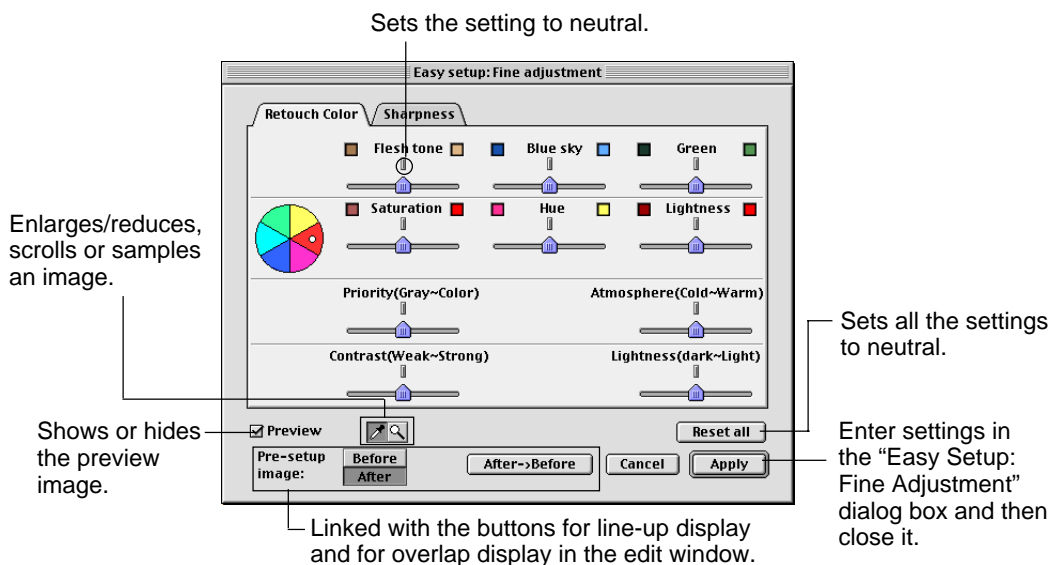 Sets the setting to neutral.
Easy setup: Fine adjustment
Retouch Color
Sharpness
Flesh tone
Blue sky
Green
Enlarges/reduces,
scrolls or samples
an image.
Saturation
Hue
Lightness
Priority(Gray~Color)
Atmosphere(Cold~Warm)
Sets all the settings
to neutral.
Contrast(Weak~Strong)
Lightness(dark~Light)
Shows or hides
the preview
image.
Preview
Reset all
Pre-setup
image:
Before
After
After->Before
Cancel
Apply
Enter settings in
the “Easy Setup:
Fine Adjustment”
dialog box and then
close it.
Linked with the buttons for line-up display
and for overlap display in the edit window.